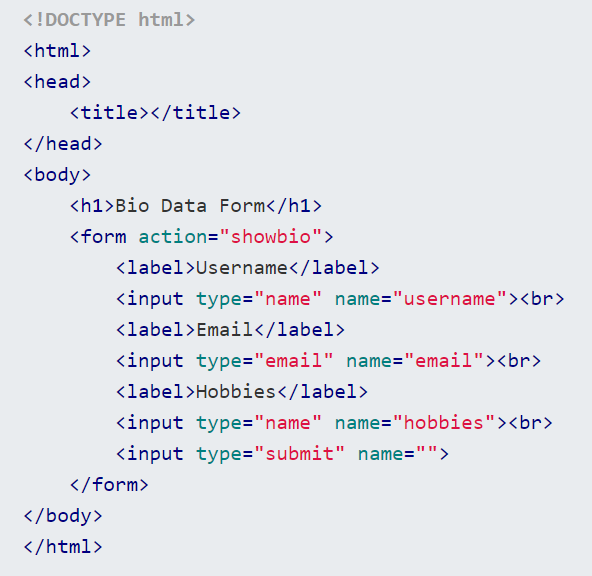 <!DOCTYPE html>
<html>
<head>
    <title></title>
</head>
<body>
    <h1>Bio Data Form</h1>
    <form action="showbio">
        <label>Username</label>
        <input type="name" name="username"><br>
        <label>Email</label>
        <input type="email" name="email"><br>
        <label>Hobbies</label>
        <input type="name" name="hobbies"><br>
        <input type="submit" name="">
    </form>
</body>
</html>